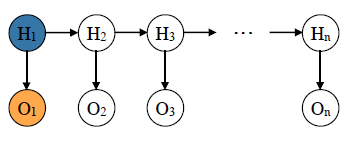 H1 H2 H3 ... Hn
O1 O2 O3 On